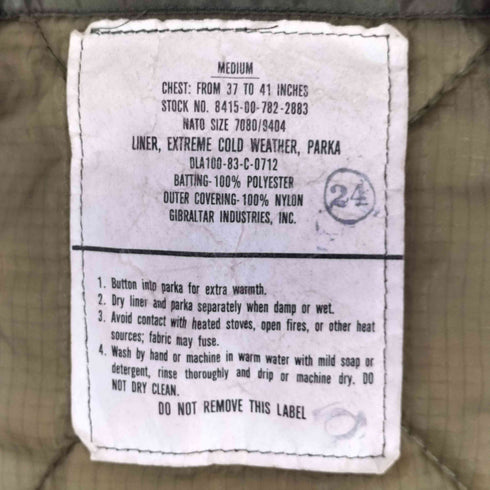 MEDIUM
CHEST: FROM 37 TO 41 INCHES
STOCK NO. 8415-00-782-2883
NATO SIZE 7080/9404
LINER, EXTREME COLD WEATHER, PARKA
DLA100-83-C-0712
BATTING-100% POLYESTER
OUTER COVERING-100% NYLON
GIBRALTAR INDUSTRIES, INC.
24
1. Button into parka for extra warmth.
2. Dry liner and parka separately when damp or wet.
3. Avoid contact with heated stoves, open fires, or other heat
sources; fabric may fuse.
4. Wash by hand or machine in warm water with mild soap or
detergent, rinse thoroughly and drip or machine dry. DO
NOT DRY CLEAN.
DO NOT REMOVE THIS LABEL